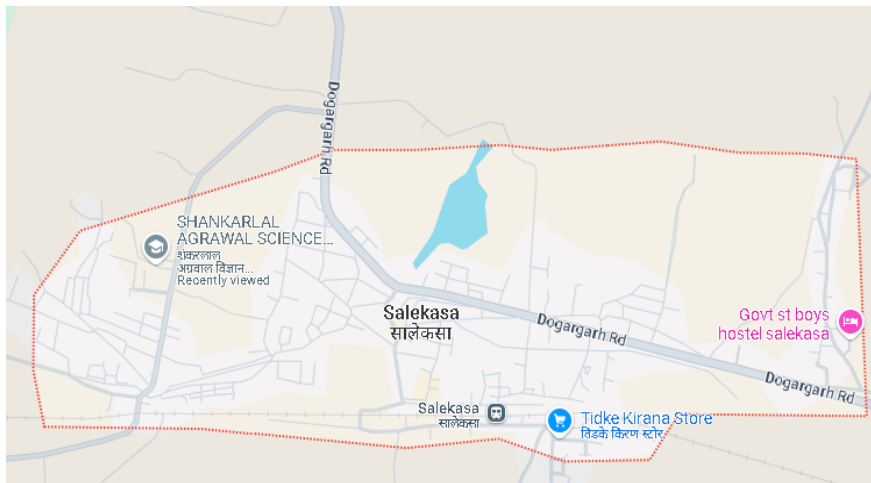 Dogargarh Rd
SHANKARLAL
AGRAWAL SCIENCE...
शंकरलाल
अग्रवाल विज्ञान...
Recently viewed
Salekasa
सालेकसा
Dogargarh Rd
Govt st boys
hostel salekasa
Dogargarh Rd
Salekasa
सालेकसा
Tidke Kirana Store
तिडके किरण स्टोर